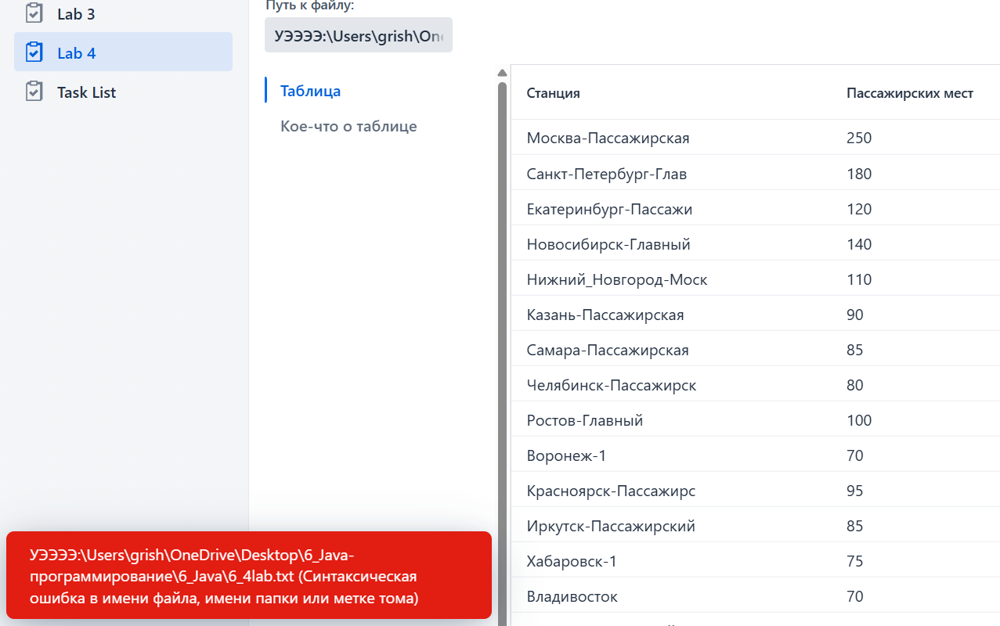 Lab 3
Lab 4
Task List
Путь к файлу:
УЭЭЭЭ:\Users\grish\On
Таблица
Кое-что о таблице
Станция Пассажирских мест
Москва-Пассажирская 250
Санкт-Петербург-Глав 180
Екатеринбург-Пассажи 120
Новосибирск-Главный 140
Нижний_Новгород-Моск 110
Казань-Пассажирская 90
Самара-Пассажирская 85
Челябинск-Пассажирск 80
Ростов-Главный 100
Воронеж-1 70
Красноярск-Пассажирс 95
Иркутск-Пассажирский 85
Хабаровск-1 75
Владивосток 70
УЭЭЭЭ:\Users\grish\OneDrive\Desktop\6_Java-
программирование\6_Java\6_4lab.txt (Синтаксическая
ошибка в имени файла, имени папки или метке тома)